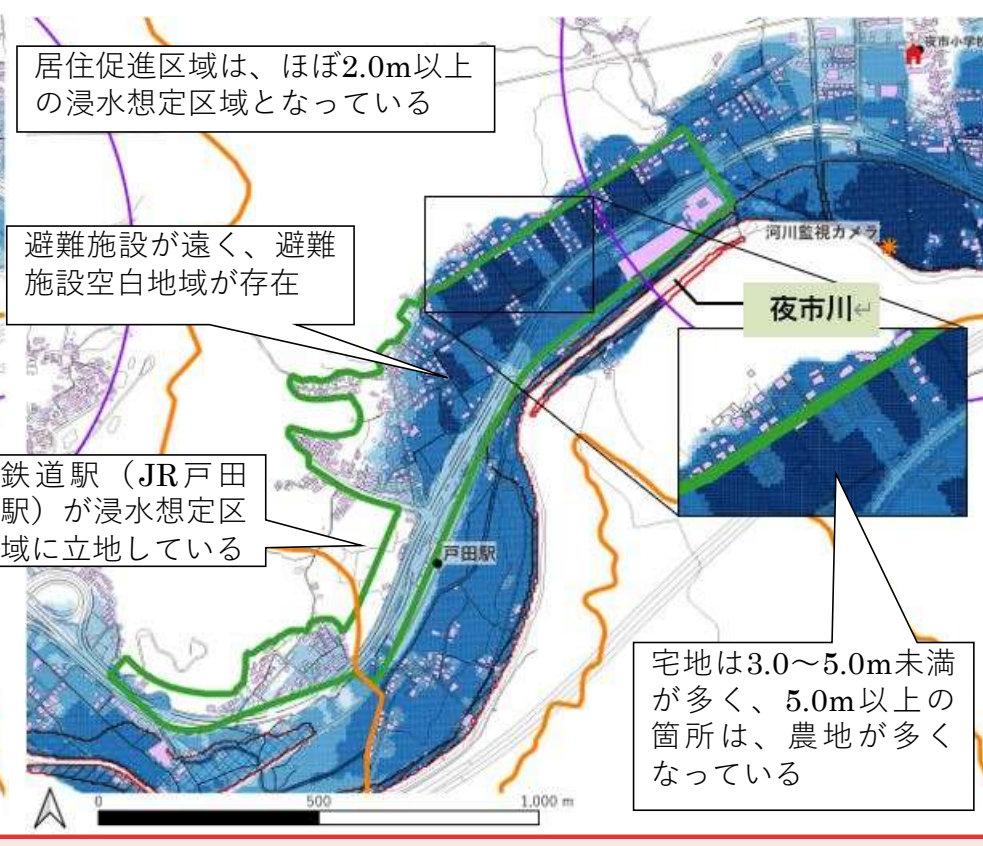 居住促進区域は、ほぼ2.0m以上
の浸水想定区域となっている
夜市小学校
避難施設が遠く、避難
施設空白地域が存在
河川監視カメラ
夜市川↵
鉄道駅（JR戸田
駅）が浸水想定区
域に立地している
戸田駅
宅地は3.0～5.0m未満
が多く、5.0m以上の
箇所は、農地が多く
なっている
0 500 1,000 m